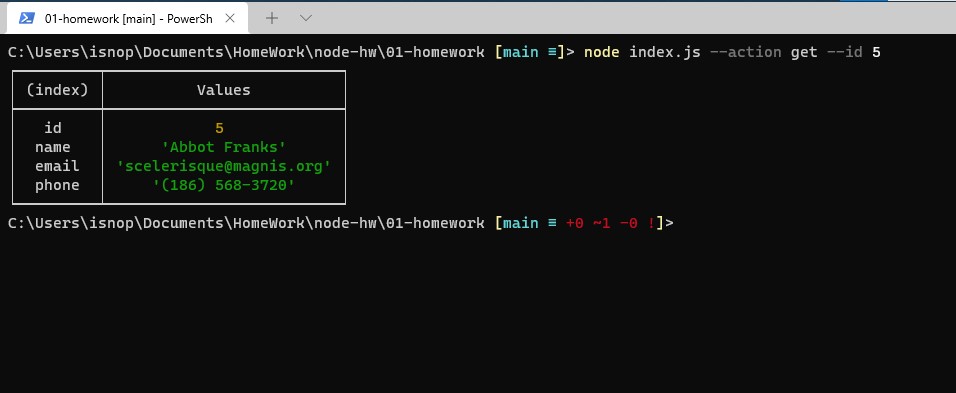 01-homework [main] - PowerSh
C:\Users\isnop\Documents\HomeWork\node-hw\01-homework [main ≡]> node index.js --action get --id 5
(index) Values
id 5
name 'Abbot Franks'
email 'scelerisque@magnis.org'
phone '(186) 568-3720'
C:\Users\isnop\Documents\HomeWork\node-hw\01-homework [main ≡ +0 ~1 -0 !]>